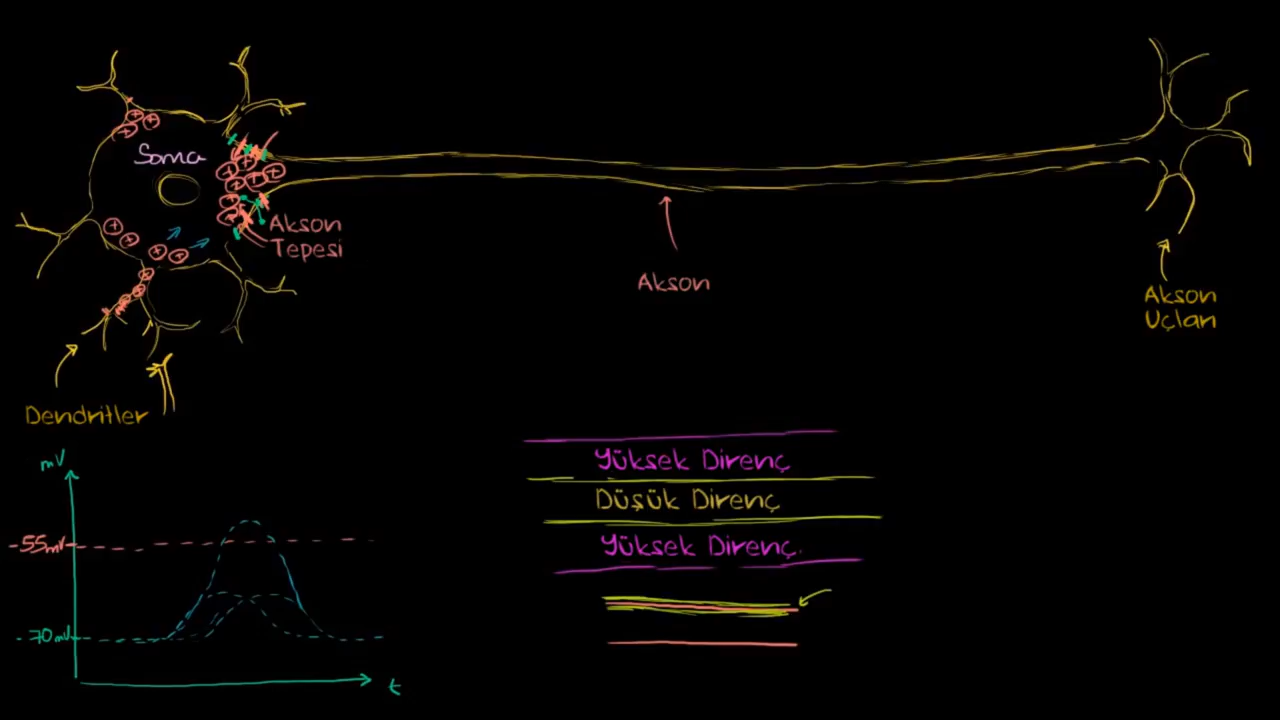 Soma
Akson
Tepesi
Akson
Akson
Uçları
Dendritler
mV
-55mV
-70mV
t
Yüksek Direnç
Düşük Direnç
Yüksek Direnç